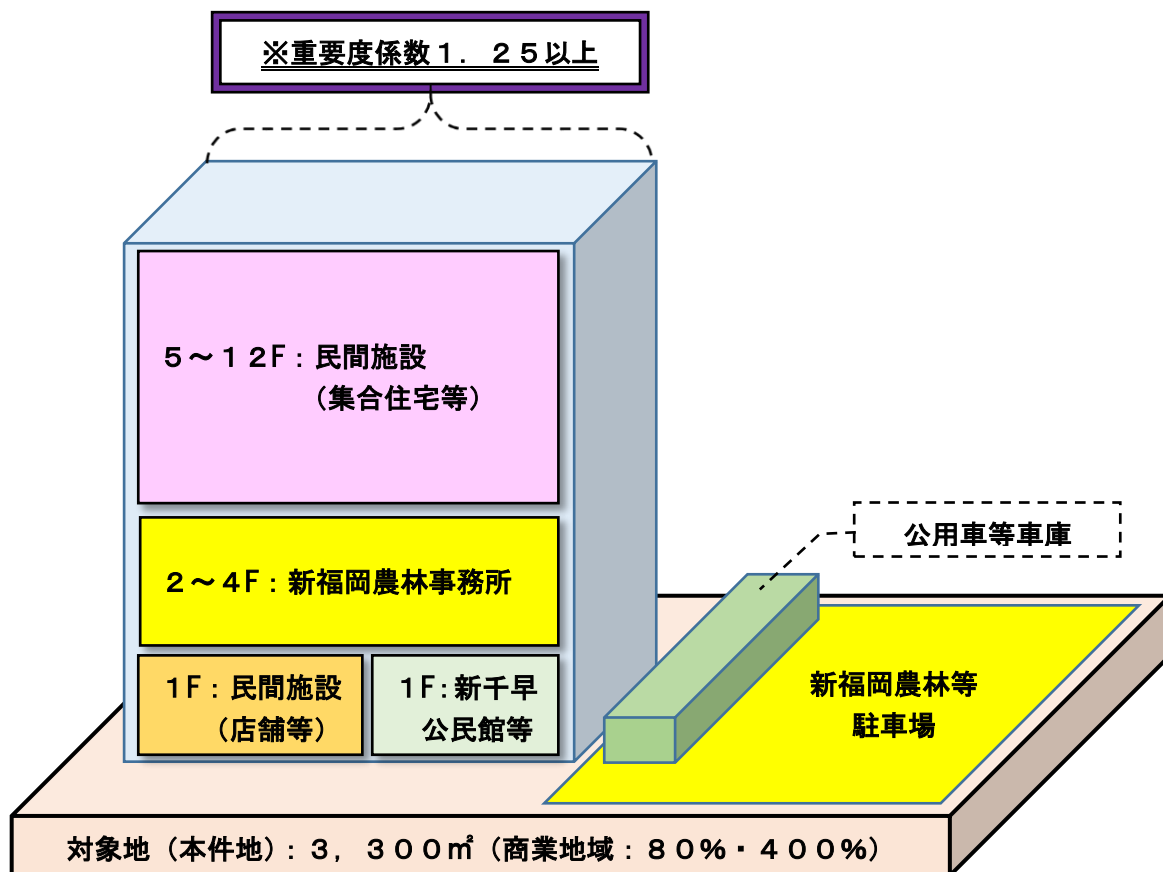 ※重要度係数１．２５以上
５～１２F：民間施設
（集合住宅等）
２～４F：新福岡農林事務所
１F：民間施設
（店舗等）
１F：新千早
公民館等
公用車等車庫
新福岡農林等
駐車場
対象地（本件地）：３，３００㎡（商業地域：８０％・４００％）